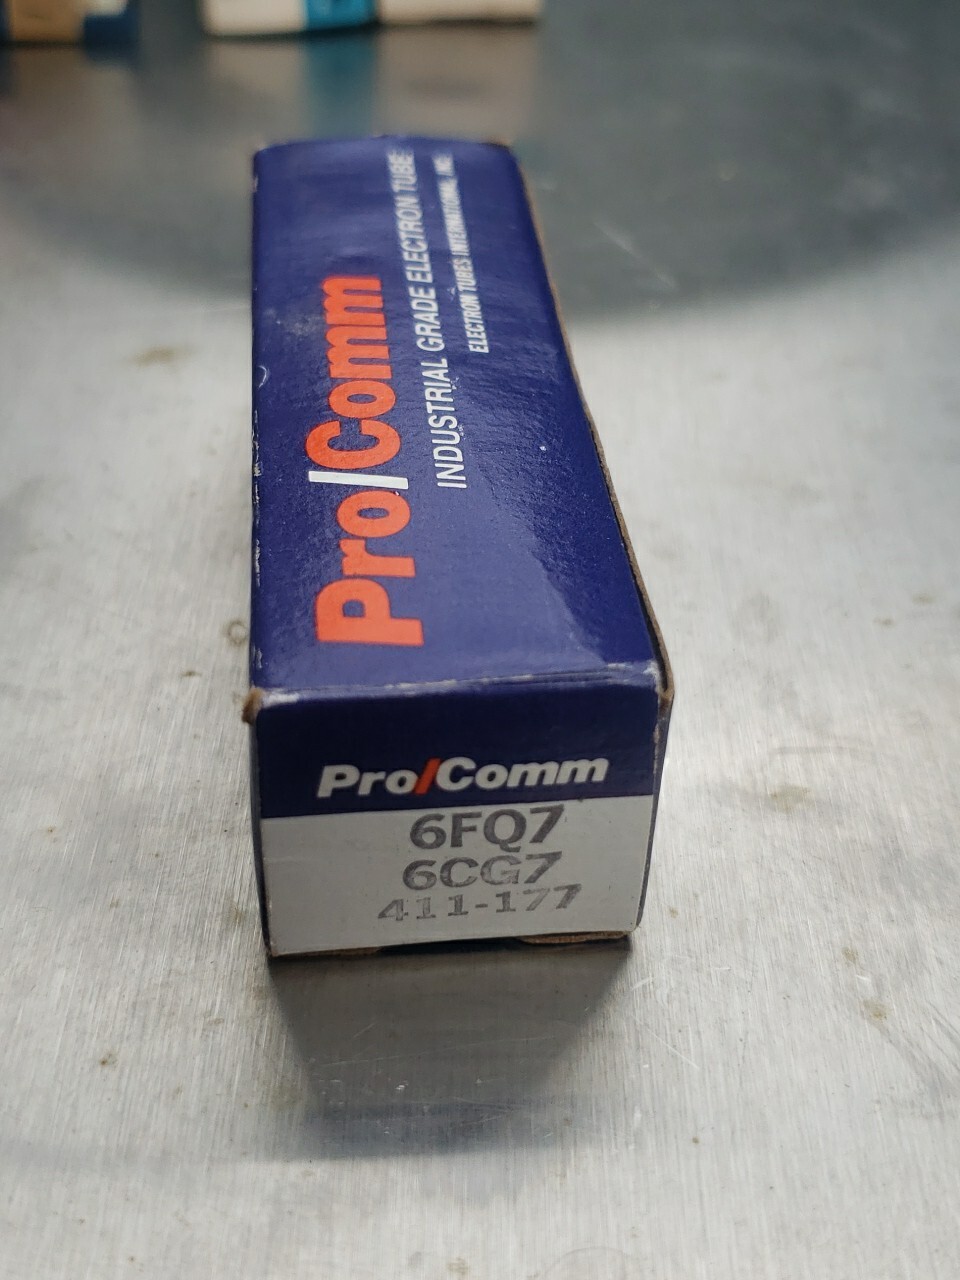 Pro/Comm
INDUSTRIAL GRADE ELECTRON TUBE
ELECTRON TUBES INTERNATIONAL, INC.
Pro/Comm
6FQ7
6CG7
411-177